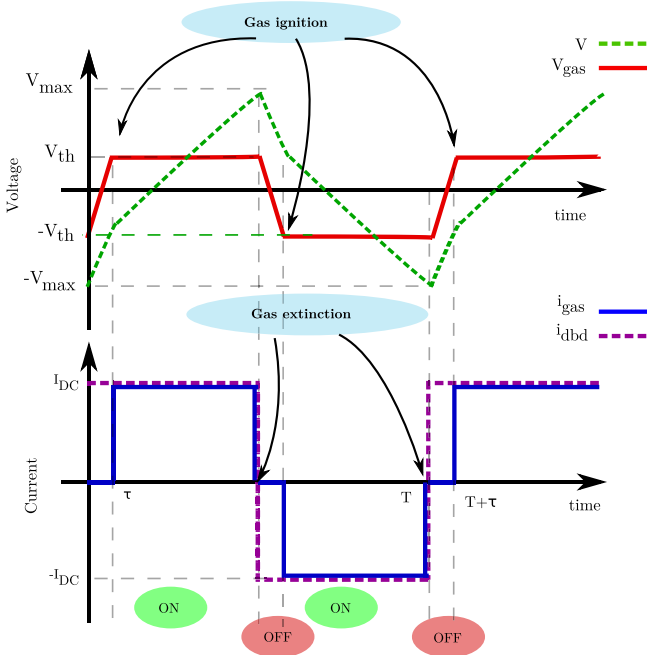 Gas ignition
V
Vgas
Vmax
Vth
Voltage
time
-Vth
-Vmax
Gas extinction
igas
idbd
IDC
Current
τ
T
T+τ
time
-IDC
ON
ON
OFF
OFF